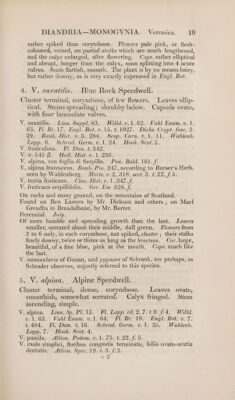 DIANDRIA—MONOGYNIA. Veronica. 19
rather spiked than corymbose. Flowers pale pink, or flesh-
coloured, veined, on partial stalks which are much lengthened,
and the calyx enlarged, after flowering. Caps. rather elliptical
and abrupt, longer than the calyx, soon splitting into 4 acute
valves. Seeds flattish, smooth. The plant is by no means hairy,
but rather downy, as is very exactly expressed in Engl. Bot.
4. V. saxatilis. Blue Rock Speedwell.
Cluster terminal, corymbose, of few flowers. Leaves ellip-
tical. Stems spreading; shrubby below. Capsule ovate,
with four lanceolate valves.
V. saxatilis. Linn. Suppl. 83. Willd. v. 1. 62. Vahl Enum. v. 1.
63. Fl. Br. 17. Engl. Bot. v. 15. t. 1027. Dicks. Crypt. fasc. 2.
29. Bauh. Hist. v. 3. 284. Scop. Carn. v. 1. 11. Wahlenb.
Lapp. 6. Schrad. Germ. v. 1. 24. Hook. Scot. 5.
V. fruticulosa. Fl. Dan. t. 342.
V. n. 545 β. Hall. Hist. v. 1. 236.
V. alpina, cum foliis di Serpillo. Pon. Bald. 191. f.
V. alpina frutescens. Bauh. Pin. 247, according to Burser's Herb.
seen by Wahlenberg. Moris. v. 2. 318. sect. 3. t. 22. f. 5.
V. tertia fruticans. Clus. Hist. v. 1. 347. f.
V. fruticans serpillifolia. Ger. Em. 628. f.
On rocks and stony ground, on the mountains of Scotland.
Found on Ben Lawers by Mr. Dickson and others; on Mael
Greadha in Breadalbane, by Mr. Borrer.
Perennial. July.
Of more humble and spreading growth than the last. Leaves
smaller, serrated about their middle, dull green. Flowers from
3 to 6 only, in each corymbose, not spiked, cluster; their stalks
finely downy, twice or thrice as long as the bracteas. Cor. large,
beautiful, of a fine blue, pink at the mouth. Caps. much like
the last.
V. nummularia of Gouan, and pygmæa of Schrank, are perhaps, as
Schrader observes, unjustly referred to this species.
5. V. alpina. Alpine Speedwell.
Cluster terminal, dense, corymbose. Leaves ovate,
smoothish, somewhat serrated. Calyx fringed. Stem
ascending, simple.
V. alpina. Linn. Sp. Pl. 15. Fl. Lapp. ed. 2. 7. t. 9. f. 4. Willd.
v. 1. 63. Vahl Enum. v. 1. 64. Fl. Br. 18. Engl. Bot. v. 7.
t. 484. Fl. Dan. t. 16. Schrad. Germ. v. 1. 25. Wahlenb.
Lapp. 7. Hook. Scot. 4.
V. pumila. Allion. Pedem. v. 1. 75. t. 22. f. 5.
V. caule simplici, floribus congestis terminatis, foliis ovato-acutis
dentatis. Allion. Spec. 19. t. 3. f. 3.